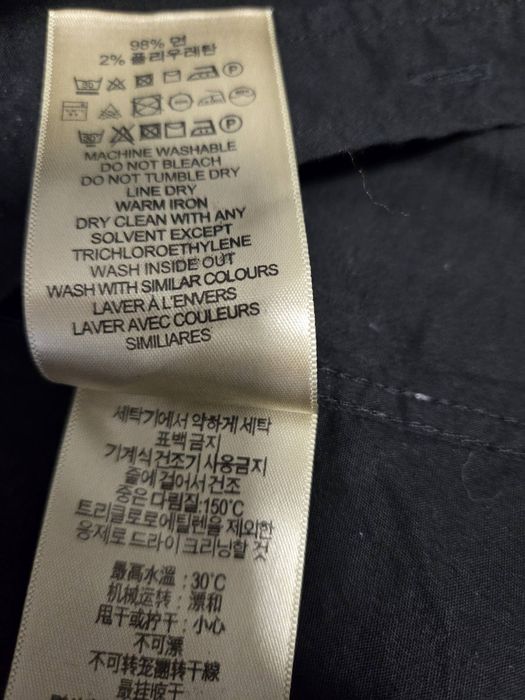 98% 면
2% 폴리우레탄
MACHINE WASHABLE
DO NOT BLEACH
DO NOT TUMBLE DRY
LINE DRY
WARM IRON
DRY CLEAN WITH ANY
SOLVENT EXCEPT
TRICHLOROETHYLENE
WASH INSIDE OUT
WASH WITH SIMILAR COLOURS
LAVER À L'ENVERS
LAVER AVEC COULEURS
SIMILIARES
세탁기에서 약하게 세탁
표백 금지
기계식 건조기 사용금지
줄에 걸어서 건조
중은 다림질:150°C
트리클로로에틸렌을 제외한
용제로 드라이 크리닝할 것
最高水溫：30°C
机械运转：漂和
甩干或拧干：小心
不可漂
不可转笼翻转干線
最挂晾干